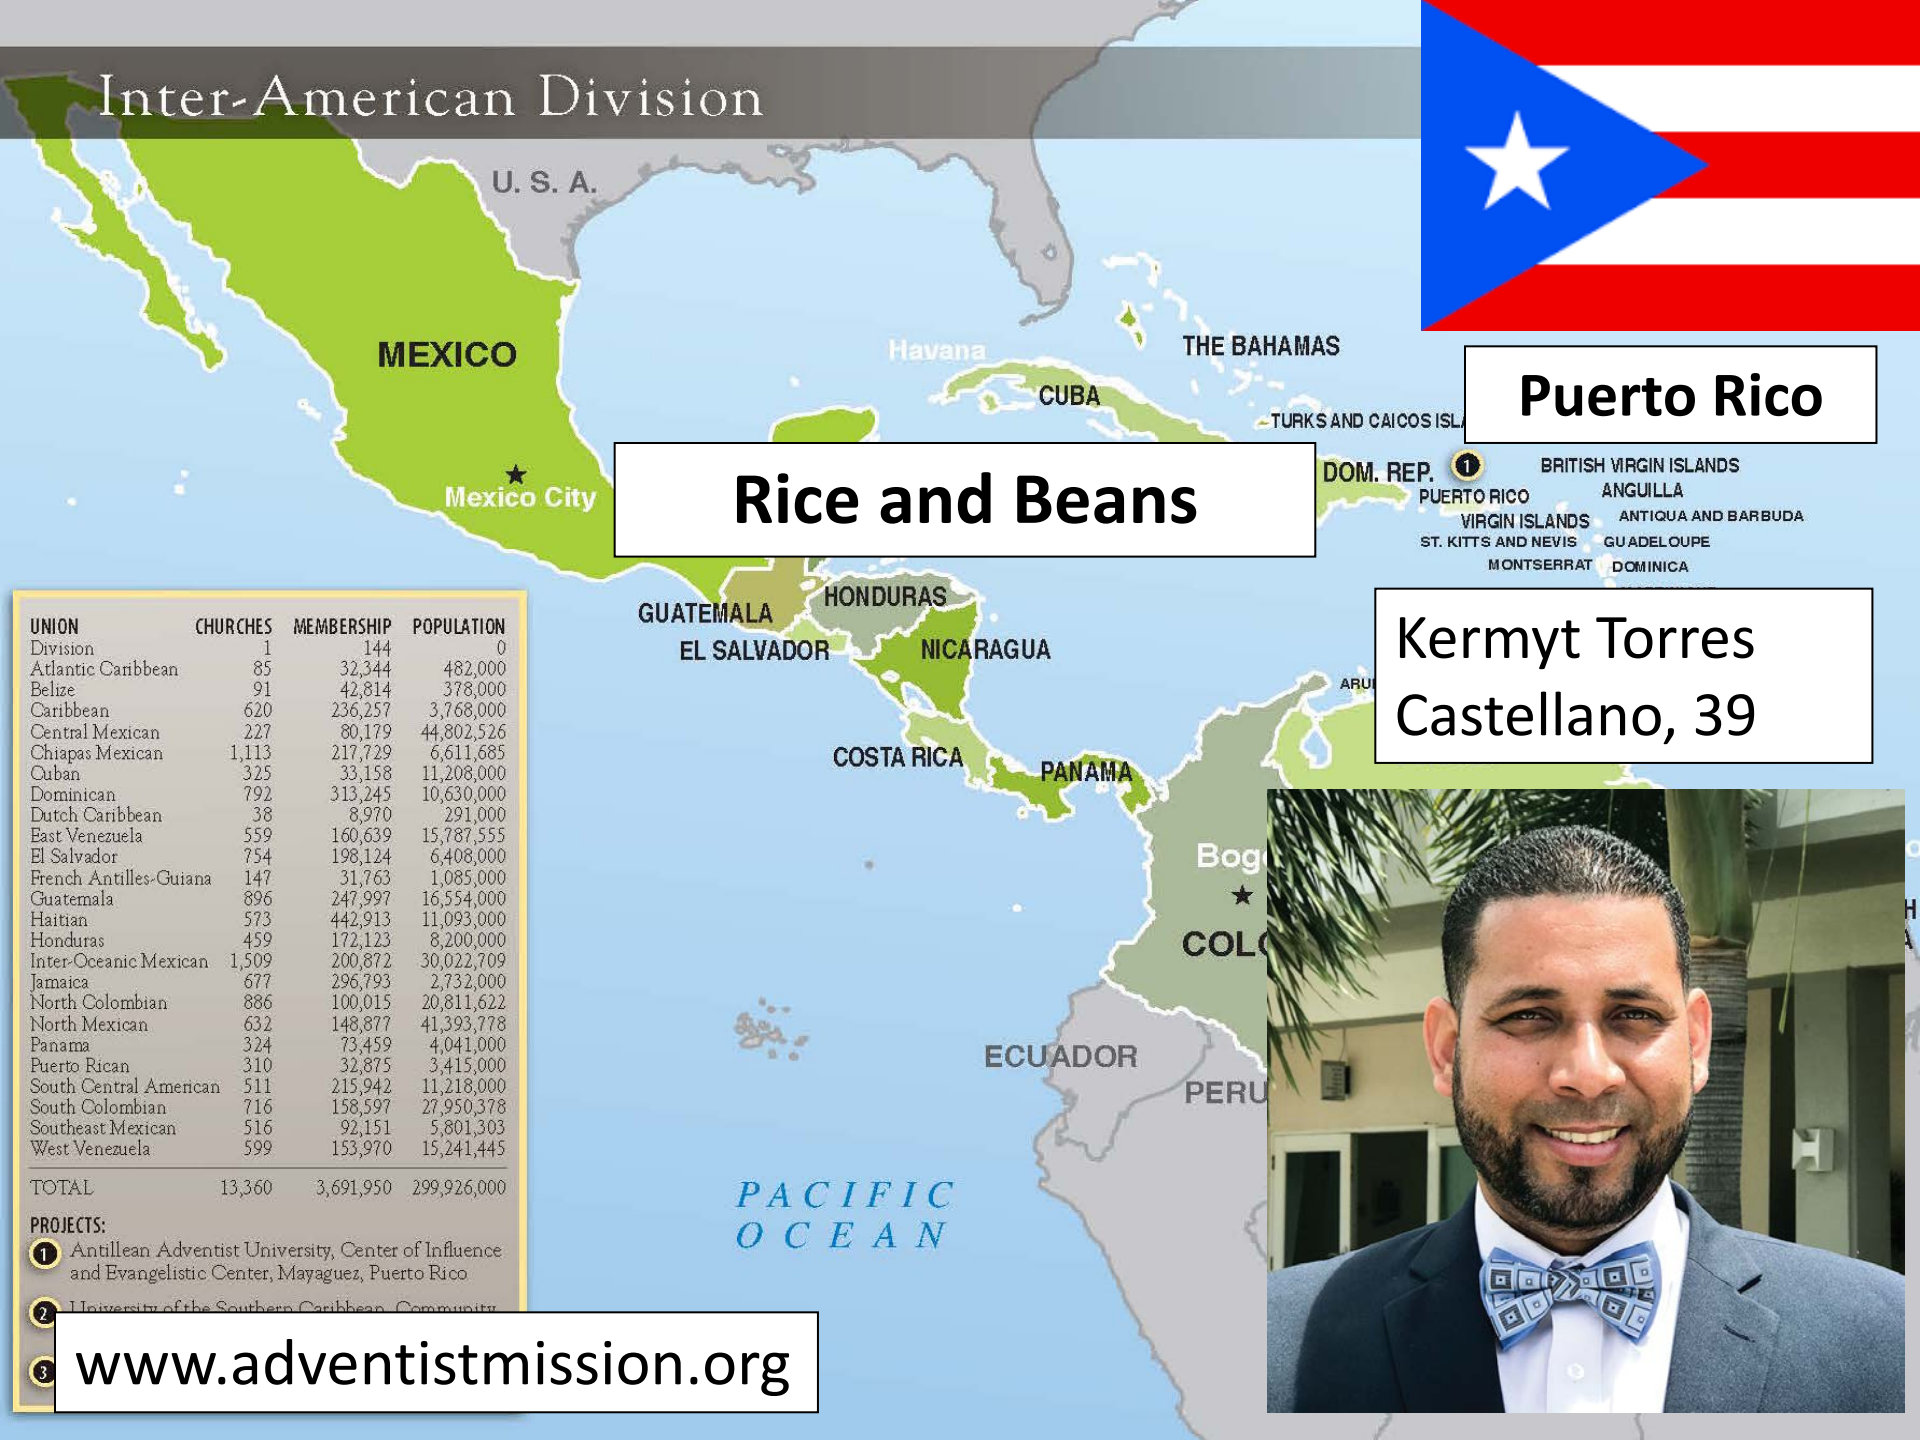 Inter-American Division
U. S. A.
MEXICO
Havana
THE BAHAMAS
CUBA
Puerto Rico
TURKS AND CAICOS
Mexico City
Rice and Beans
DOM. REP.
1
BRITISH VIRGIN ISLANDS
PUERTO RICO
ANGUILLA
VIRGIN ISLANDS
ANTIQUA AND BARBUDA
ST. KITTS AND NEVIS
GUADELOUPE
MONTSERRAT
DOMINICA
GUATEMALA
HONDURAS
EL SALVADOR
NICARAGUA
Kermyt Torres
Castellano, 39
COSTA RICA
PANAMA
UNION CHURCHES MEMBERSHIP POPULATION
Division 1 144 0
Atlantic Caribbean 85 32,344 482,000
Belize 91 42,814 378,000
Caribbean 620 236,257 3,768,000
Central Mexican 227 80,179 44,802,526
Chiapas Mexican 1,113 217,729 6,611,685
Cuban 325 33,158 11,208,000
Dominican 792 313,245 10,630,000
Dutch Caribbean 38 8,970 291,000
East Venezuela 559 160,639 15,787,555
El Salvador 754 198,124 6,408,000
French Antilles-Guiana 147 31,763 1,085,000
Guatemala 896 247,997 16,554,000
Haitian 573 442,913 11,093,000
Honduras 459 172,123 8,200,000
Inter-Oceanic Mexican 1,509 200,872 30,022,709
Jamaica 677 296,793 2,732,000
North Colombian 886 100,015 20,811,622
North Mexican 632 148,877 41,393,778
Panama 324 73,459 4,041,000
Puerto Rican 310 32,875 3,415,000
South Central American 511 215,942 11,218,000
South Colombian 716 158,597 27,950,378
Southeast Mexican 516 92,151 5,801,303
West Venezuela 599 153,970 15,241,445
TOTAL 13,360 3,691,950 299,926,000
PROJECTS:
1 Antillean Adventist University, Center of Influence
and Evangelistic Center, Mayaguez, Puerto Rico
2 University of the Southern Caribbean, Community
3
ECUADOR
PERU
PACIFIC
OCEAN
www.adventistmission.org